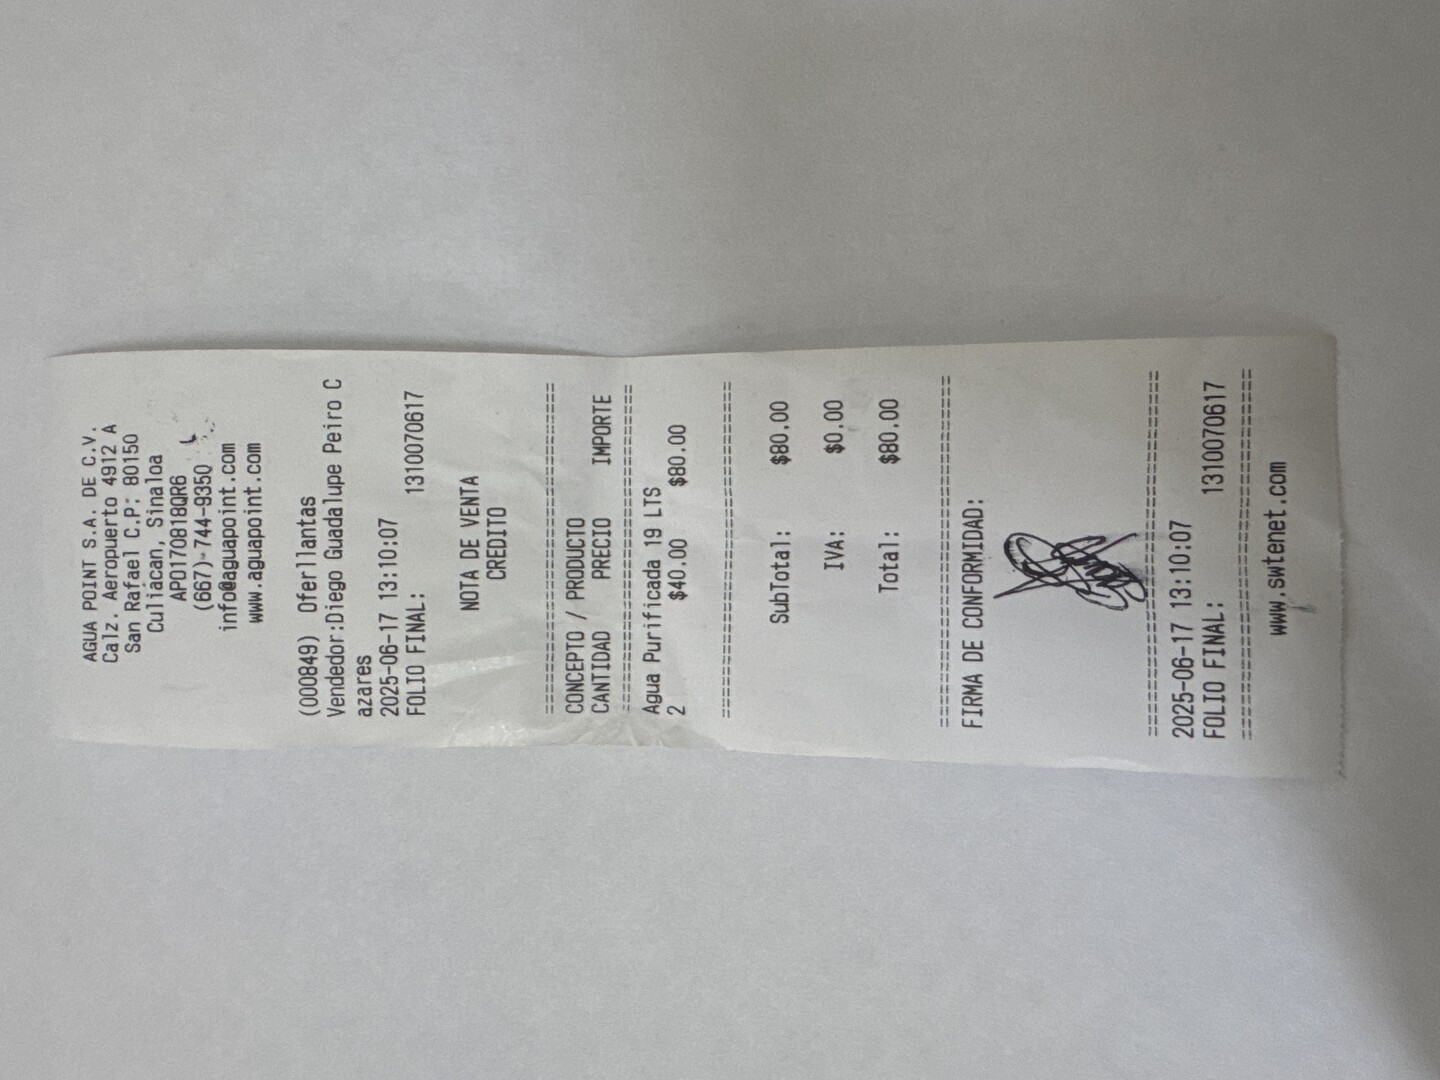 AGUA POINT S.A. DE C.V.
Calz. Aeropuerto 4912 A
San Rafael C.P: 80150
Culiacan, Sinaloa
APO170818QR6
(667)-744-9350
info@aguapoint.com
www.aguapoint.com
(000849) Oferllantas
Vendedor:Diego Guadalupe Peiro C
azares
2025-06-17 13:10:07
FOLIO FINAL: 1310070617
NOTA DE VENTA
CREDITO
================================
CONCEPTO / PRODUCTO
CANTIDAD PRECIO IMPORTE
================================
Agua Purificada 19 LTS
2 $40.00 $80.00
================================
SubTotal: $80.00
IVA: $0.00
Total: $80.00
================================
FIRMA DE CONFORMIDAD:
================================
2025-06-17 13:10:07
FOLIO FINAL: 1310070617
================================
www.swtenet.com